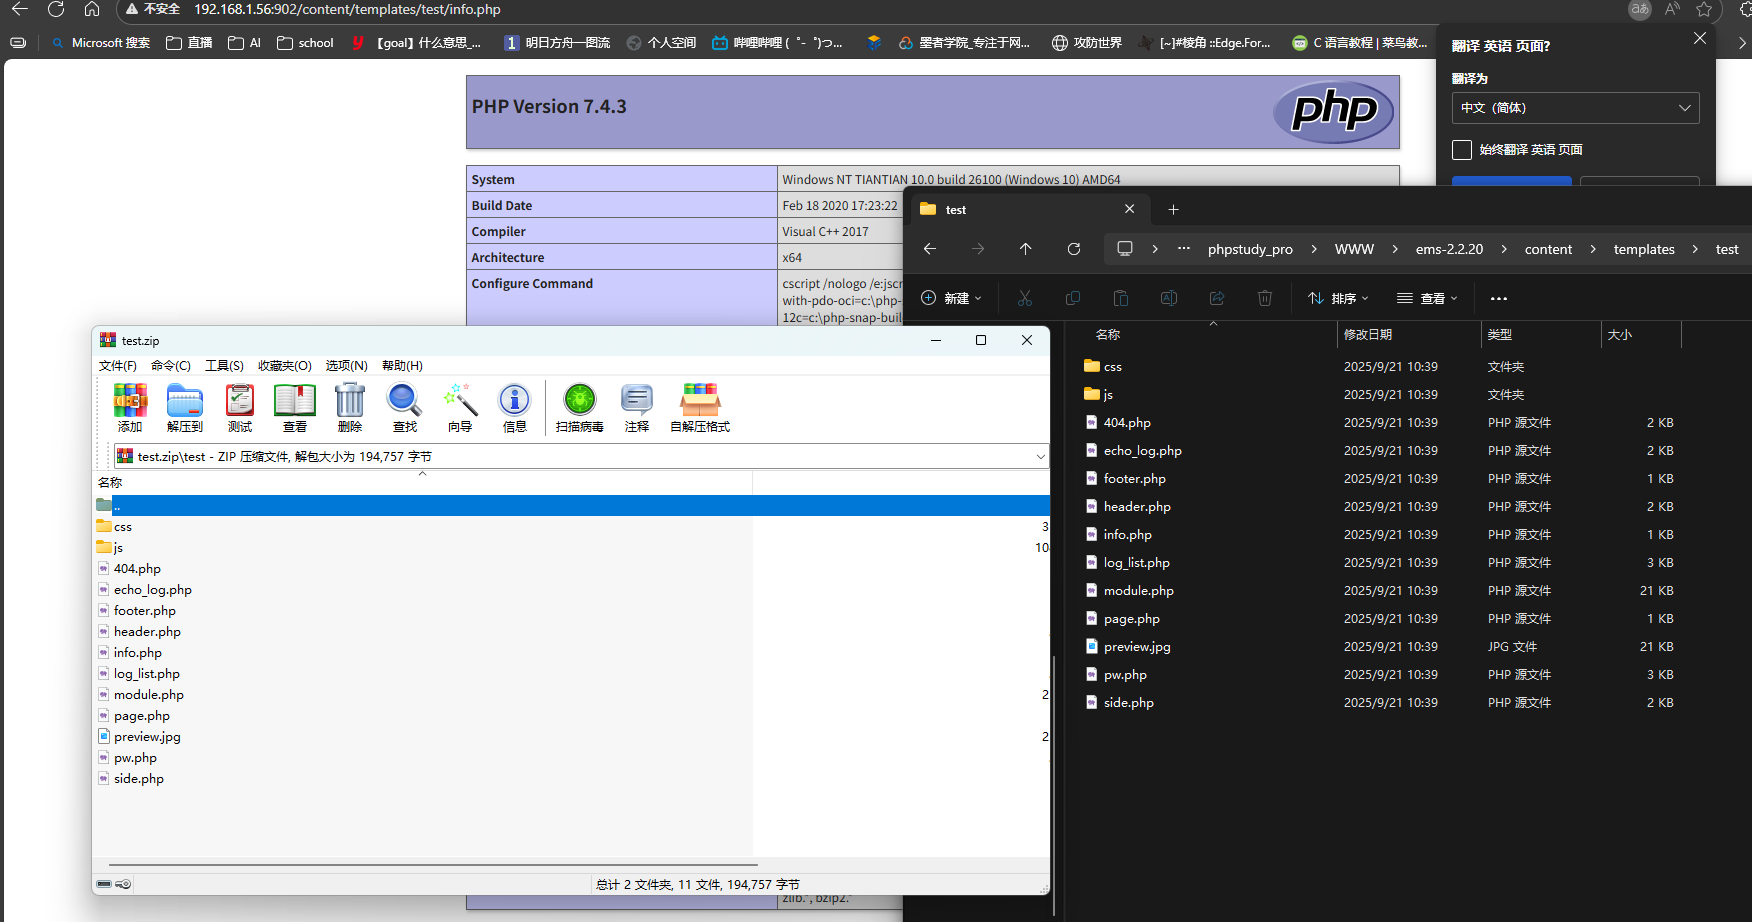 不安全 192.168.1.56:902/content/templates/test/info.php
Microsoft 搜索
直播
AI
school
【goal】什么意思_...
1 明日方舟一图流
个人空间
哔哩哔哩 (゜-゜)つ...
墨者学院_专注于网...
攻防世界
[~]#棱角 ::Edge.For...
C 语言教程 | 菜鸟教...
翻译 英语 页面?
翻译为
中文（简体）
始终翻译 英语 页面
PHP Version 7.4.3
php
System Windows NT TIANTIAN 10.0 build 26100 (Windows 10) AMD64
Build Date Feb 18 2020 17:23:22
Compiler Visual C++ 2017
Architecture x64
Configure Command cscript /nologo /e:jscr
with-pdo-oci=c:\php-
12c=c:\php-snap-buil
zlib.", bzip2."
test
phpstudy_pro > WWW > ems-2.2.20 > content > templates > test
新建
排序
查看
名称 修改日期 类型 大小
css 2025/9/21 10:39 文件夹
js 2025/9/21 10:39 文件夹
404.php 2025/9/21 10:39 PHP 源文件 2 KB
echo_log.php 2025/9/21 10:39 PHP 源文件 2 KB
footer.php 2025/9/21 10:39 PHP 源文件 1 KB
header.php 2025/9/21 10:39 PHP 源文件 2 KB
info.php 2025/9/21 10:39 PHP 源文件 1 KB
log_list.php 2025/9/21 10:39 PHP 源文件 3 KB
module.php 2025/9/21 10:39 PHP 源文件 21 KB
page.php 2025/9/21 10:39 PHP 源文件 1 KB
preview.jpg 2025/9/21 10:39 JPG 文件 21 KB
pw.php 2025/9/21 10:39 PHP 源文件 3 KB
side.php 2025/9/21 10:39 PHP 源文件 2 KB
test.zip
文件(F) 命令(C) 工具(S) 收藏夹(O) 选项(N) 帮助(H)
添加 解压到 测试 查看 删除 查找 向导 信息 扫描病毒 注释 自解压格式
test.zip\test - ZIP 压缩文件, 解包大小为 194,757 字节
名称
..
css 3
js 10
404.php
echo_log.php
footer.php
header.php
info.php
log_list.php
module.php 2
page.php
preview.jpg 2
pw.php
side.php
总计 2 文件夹, 11 文件, 194,757 字节